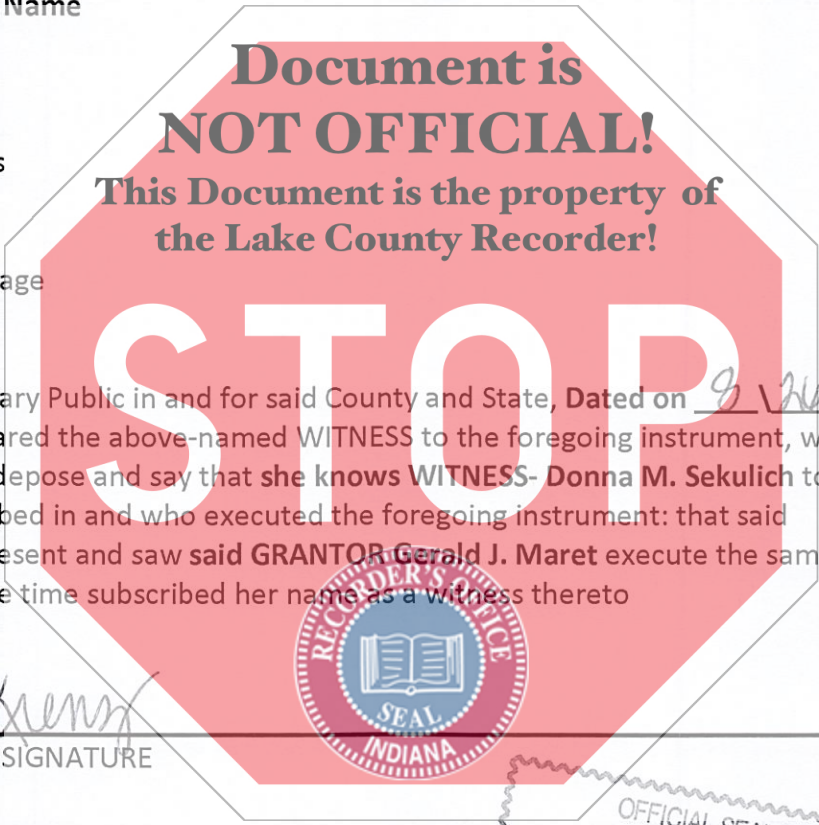 Name
Document is
NOT OFFICIAL!
This Document is the property of
the Lake County Recorder!
s
age
STOP
ary Public in and for said County and State, Dated on 8 \ 26
ared the above-named WITNESS to the foregoing instrument, w
depose and say that she knows WITNESS- Donna M. Sekulich to
bed in and who executed the foregoing instrument: that said
esent and saw said GRANTOR Gerald J. Maret execute the sam
e time subscribed her name as a witness thereto
RECORDER'S OFFICE
SEAL
INDIANA
SIGNATURE
OFFICIAL SEA